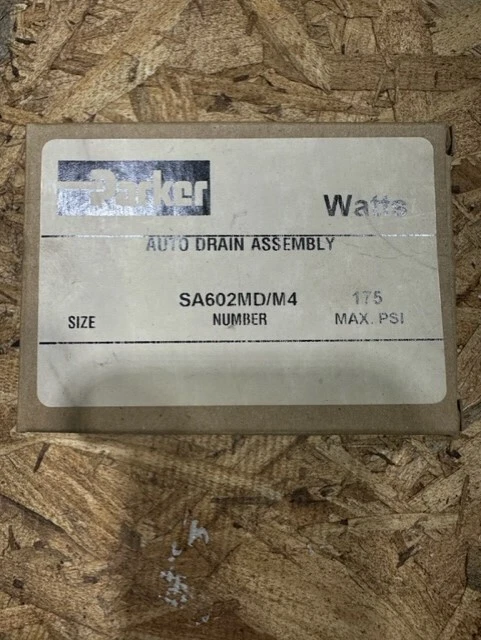 Parker Watts
AUTO DRAIN ASSEMBLY
SA602MD/M4 175
SIZE NUMBER MAX. PSI